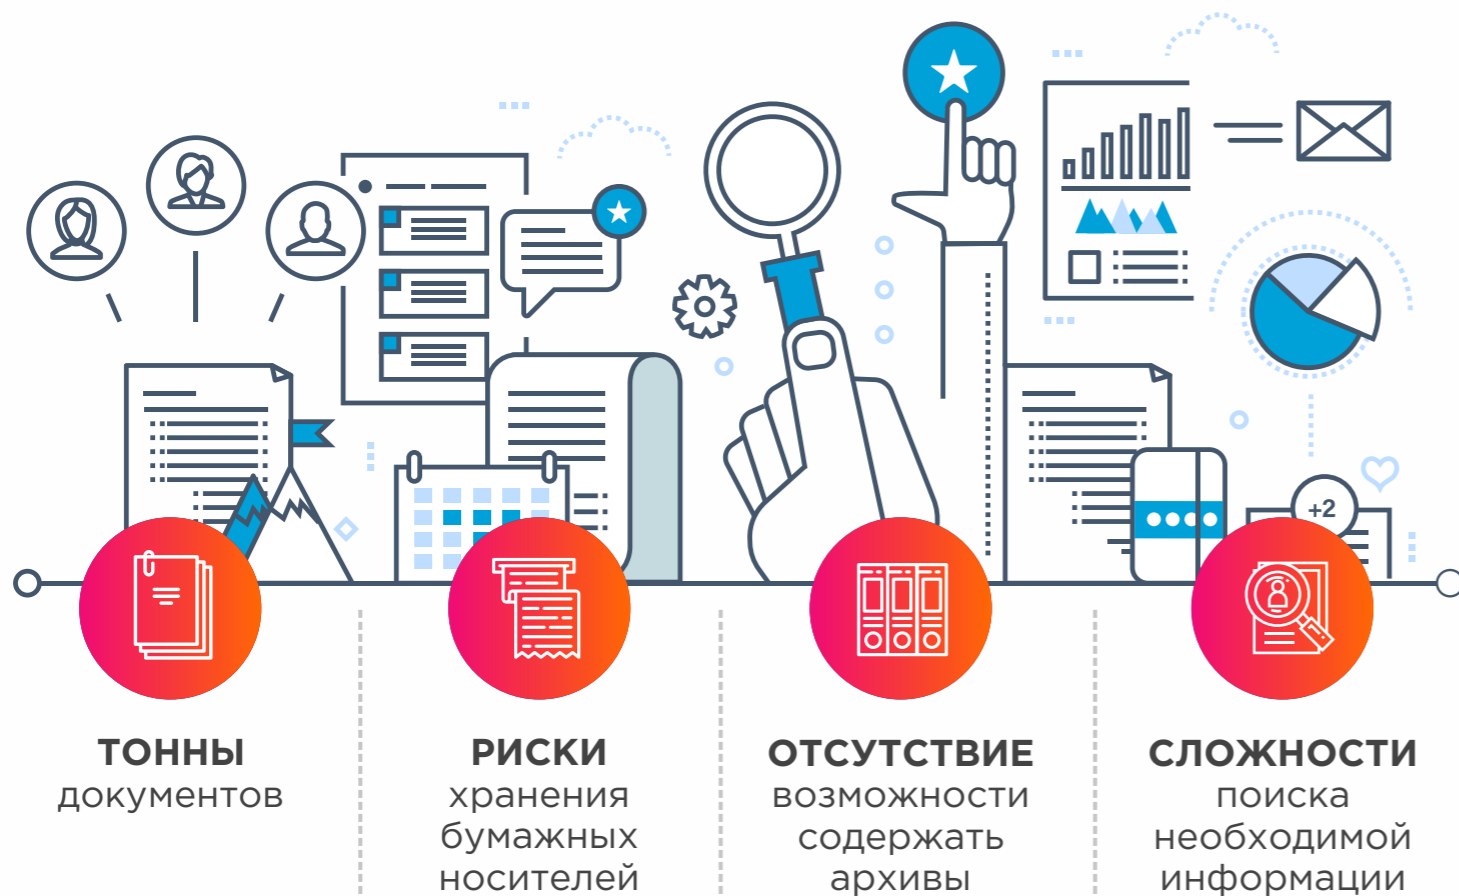 +2
ТОННЫ
документов
РИСКИ
хранения
бумажных
носителей
ОТСУТСТВИЕ
возможности
содержать
архивы
СЛОЖНОСТИ
поиска
необходимой
информации